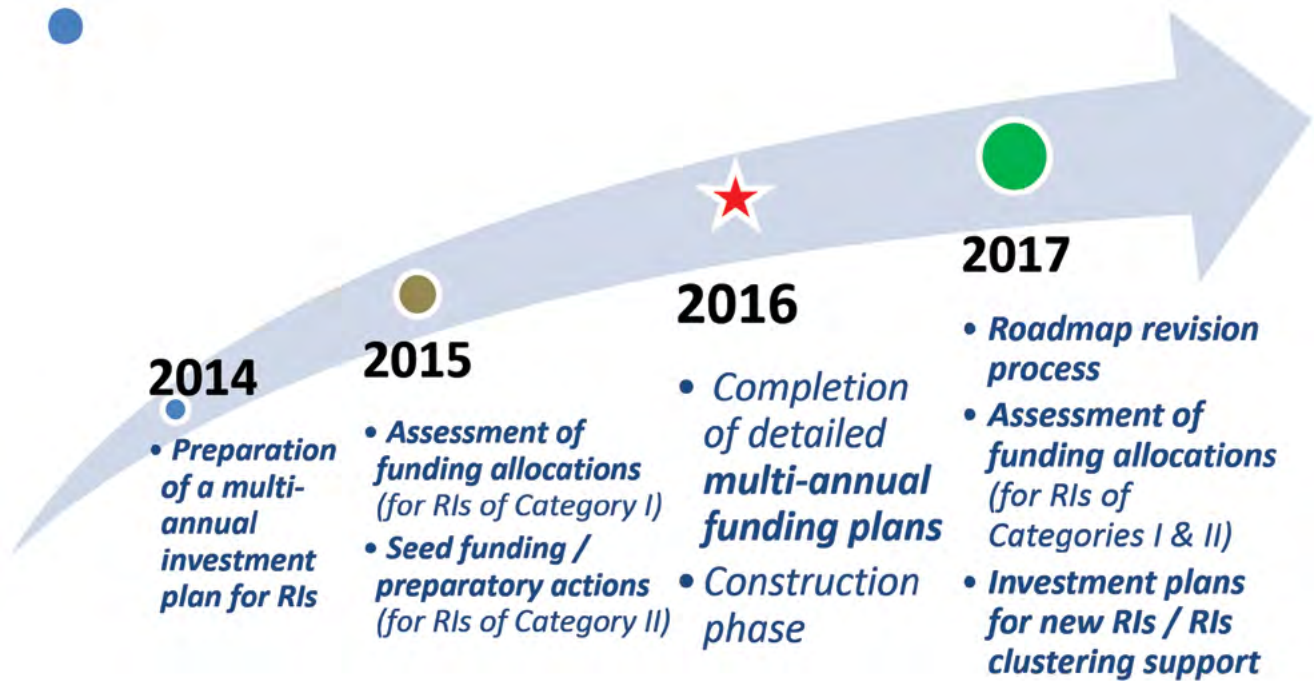 2014
• Preparation
of a multi-
annual
investment
plan for RIs
2015
• Assessment of
funding allocations
(for RIs of Category I)
• Seed funding /
preparatory actions
(for RIs of Category II)
2016
• Completion
of detailed
multi-annual
funding plans
• Construction
phase
2017
• Roadmap revision
process
• Assessment of
funding allocations
(for RIs of
Categories I & II)
• Investment plans
for new RIs / RIs
clustering support